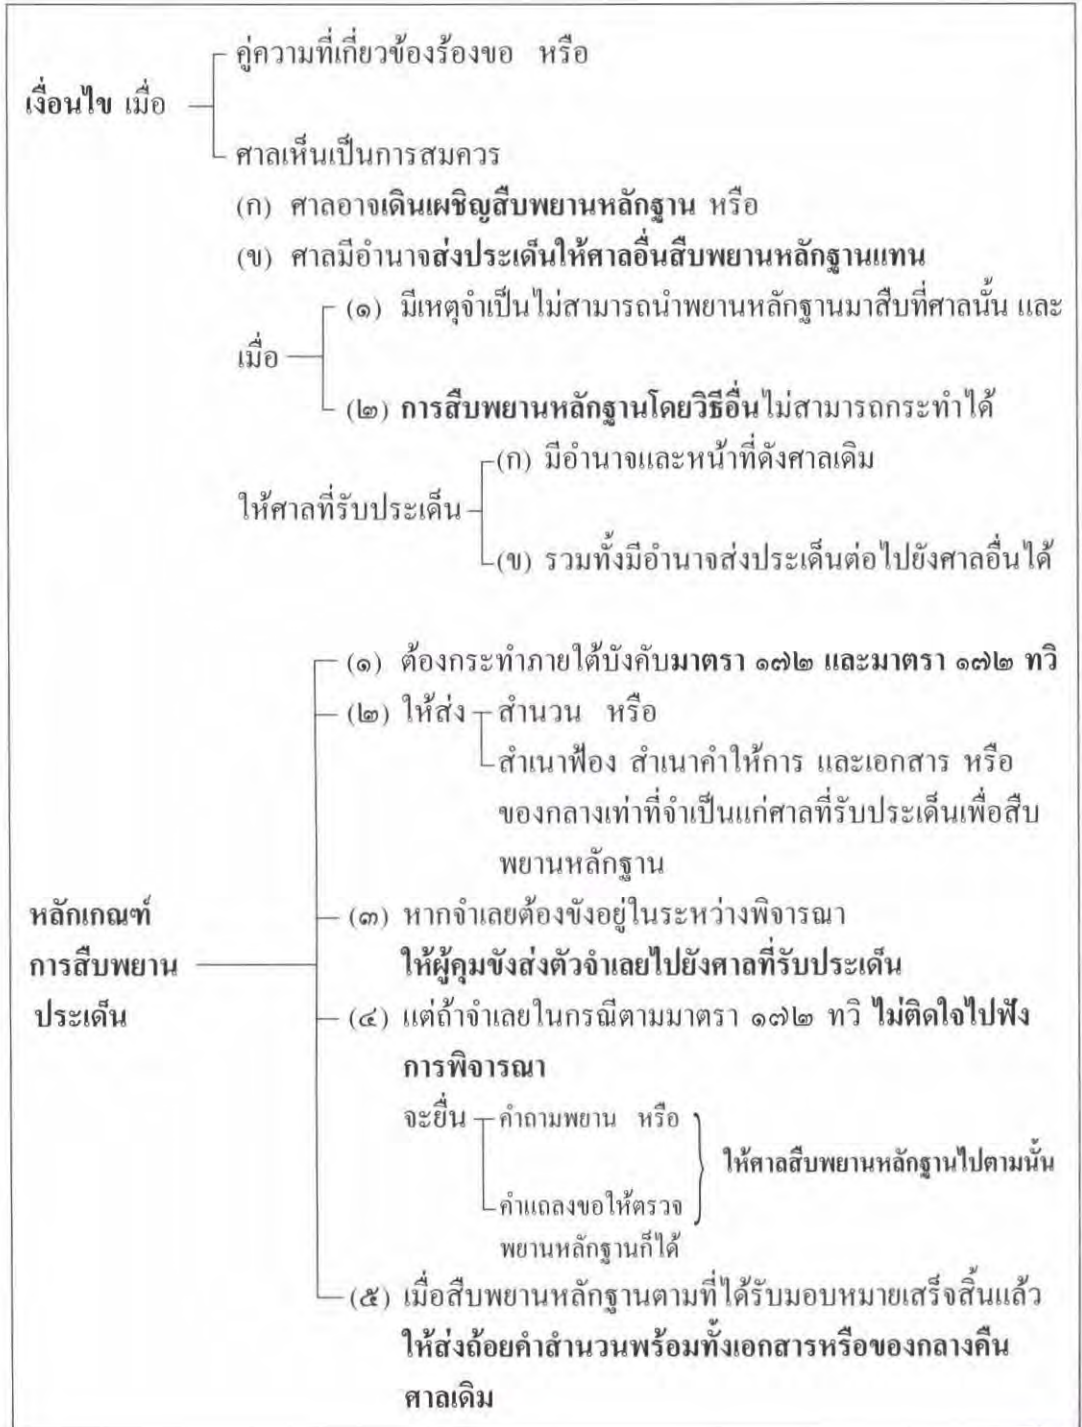 คู่ความที่เกี่ยวข้องร้องขอ หรือ
เงื่อนไข เมื่อ
ศาลเห็นเป็นการสมควร
(ก) ศาลอาจเดินเผชิญสืบพยานหลักฐาน หรือ
(ข) ศาลมีอำนาจส่งประเด็นให้ศาลอื่นสืบพยานหลักฐานแทน
(๑) มีเหตุจำเป็นไม่สามารถนำพยานหลักฐานมาสืบที่ศาลนั้น และ
เมื่อ
(๒) การสืบพยานหลักฐานโดยวิธีอื่นไม่สามารถกระทำได้
(ก) มีอำนาจและหน้าที่ดังศาลเดิม
ให้ศาลที่รับประเด็น
(ข) รวมทั้งมีอำนาจส่งประเด็นต่อไปยังศาลอื่นได้
(๑) ต้องกระทำภายใต้บังคับมาตรา ๑๗๒ และมาตรา ๑๗๒ ทวิ
(๒) ให้ส่ง สำนวน หรือ
สำเนาฟ้อง สำเนาคำให้การ และเอกสาร หรือ
ของกลางเท่าที่จำเป็นแก่ศาลที่รับประเด็นเพื่อสืบ
พยานหลักฐาน
หลักเกณฑ์ (๓) หากจำเลยต้องขังอยู่ในระหว่างพิจารณา
การสืบพยาน ให้ผู้คุมขังส่งตัวจำเลยไปยังศาลที่รับประเด็น
ประเด็น (๔) แต่ถ้าจำเลยในกรณีตามมาตรา ๑๗๒ ทวิ ไม่ติดใจไปฟัง
การพิจารณา
จะยื่น คำถามพยาน หรือ
ให้ศาลสืบพยานหลักฐานไปตามนั้น
คำแถลงขอให้ตรวจ
พยานหลักฐานก็ได้
(๕) เมื่อสืบพยานหลักฐานตามที่ได้รับมอบหมายเสร็จสิ้นแล้ว
ให้ส่งถ้อยคำสำนวนพร้อมทั้งเอกสารหรือของกลางคืน
ศาลเดิม